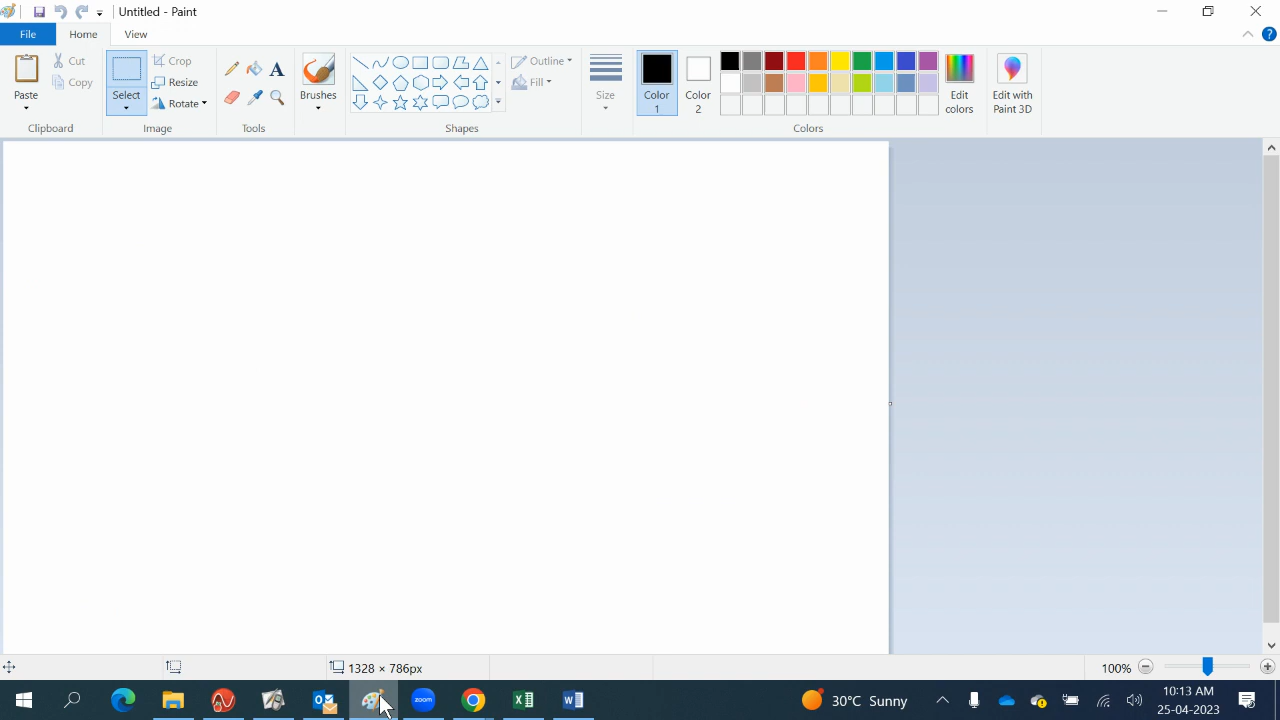 Untitled - Paint
File Home View
Paste
Cut
Copy
Clipboard
Select
Crop
Rotate
Image
Tools
Brushes
Shapes
Outline
Fill
Size
Color 1
Color 2
Colors
Edit colors
Edit with Paint 3D
1328 × 786px
100%
zoom
30°C Sunny
10:13 AM
25-04-2023